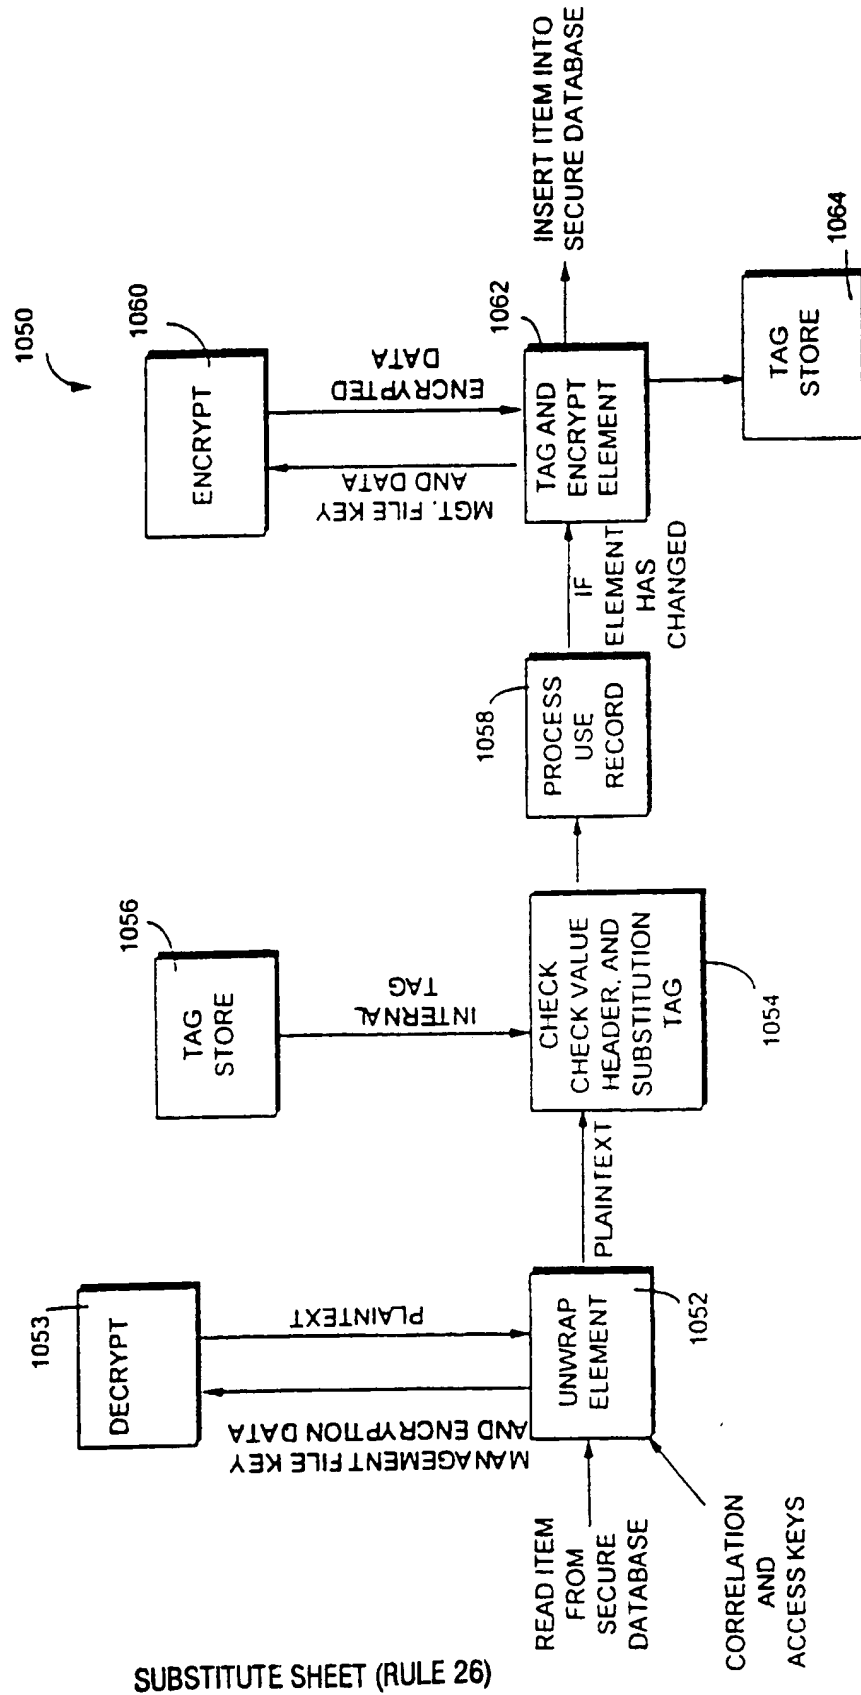 1050
1053
DECRYPT
MANAGEMENT FILE KEY
AND ENCRYPTION DATA
PLAINTEXT
READ ITEM
FROM
SECURE
DATABASE
CORRELATION
AND
ACCESS KEYS
UNWRAP
ELEMENT
1052
PLAINTEXT
1056
TAG
STORE
INTERNAL
TAG
CHECK
CHECK VALUE
HEADER, AND
SUBSTITUTION
TAG
1054
1058
PROCESS
USE
RECORD
IF
ELEMENT
HAS
CHANGED
1060
ENCRYPT
MGT. FILE KEY
AND DATA
ENCRYPTED
DATA
1062
TAG AND
ENCRYPT
ELEMENT
INSERT ITEM INTO
SECURE DATABASE
TAG
STORE
1064
SUBSTITUTE SHEET (RULE 26)